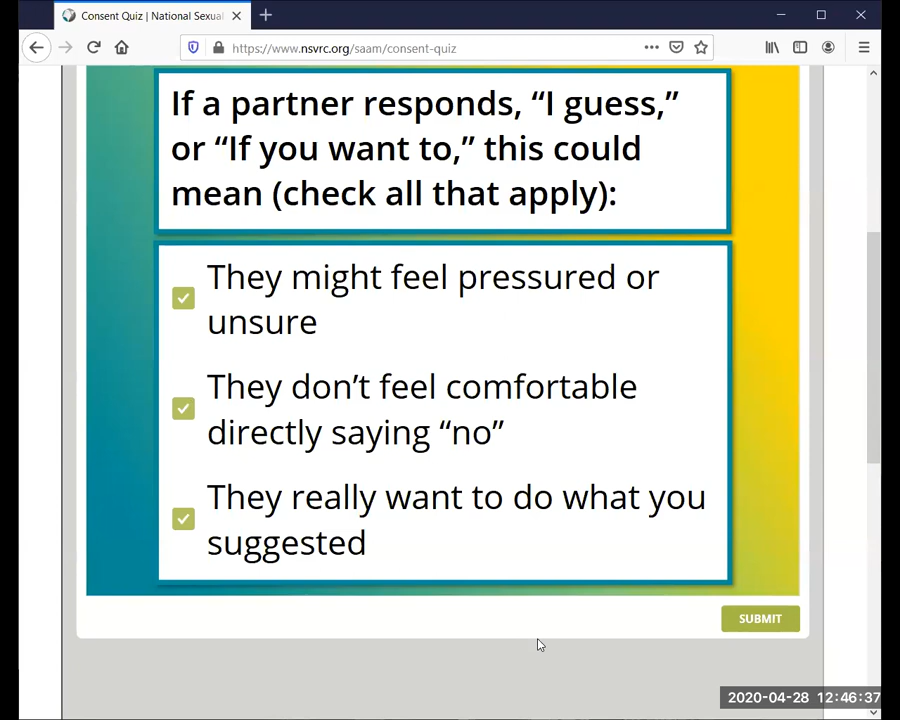 Consent Quiz | National Sexual
https://www.nsvrc.org/saam/consent-quiz
If a partner responds, “I guess,”
or “If you want to,” this could
mean (check all that apply):
They might feel pressured or
unsure
They don’t feel comfortable
directly saying “no”
They really want to do what you
suggested
SUBMIT
2020-04-28 12:46:37